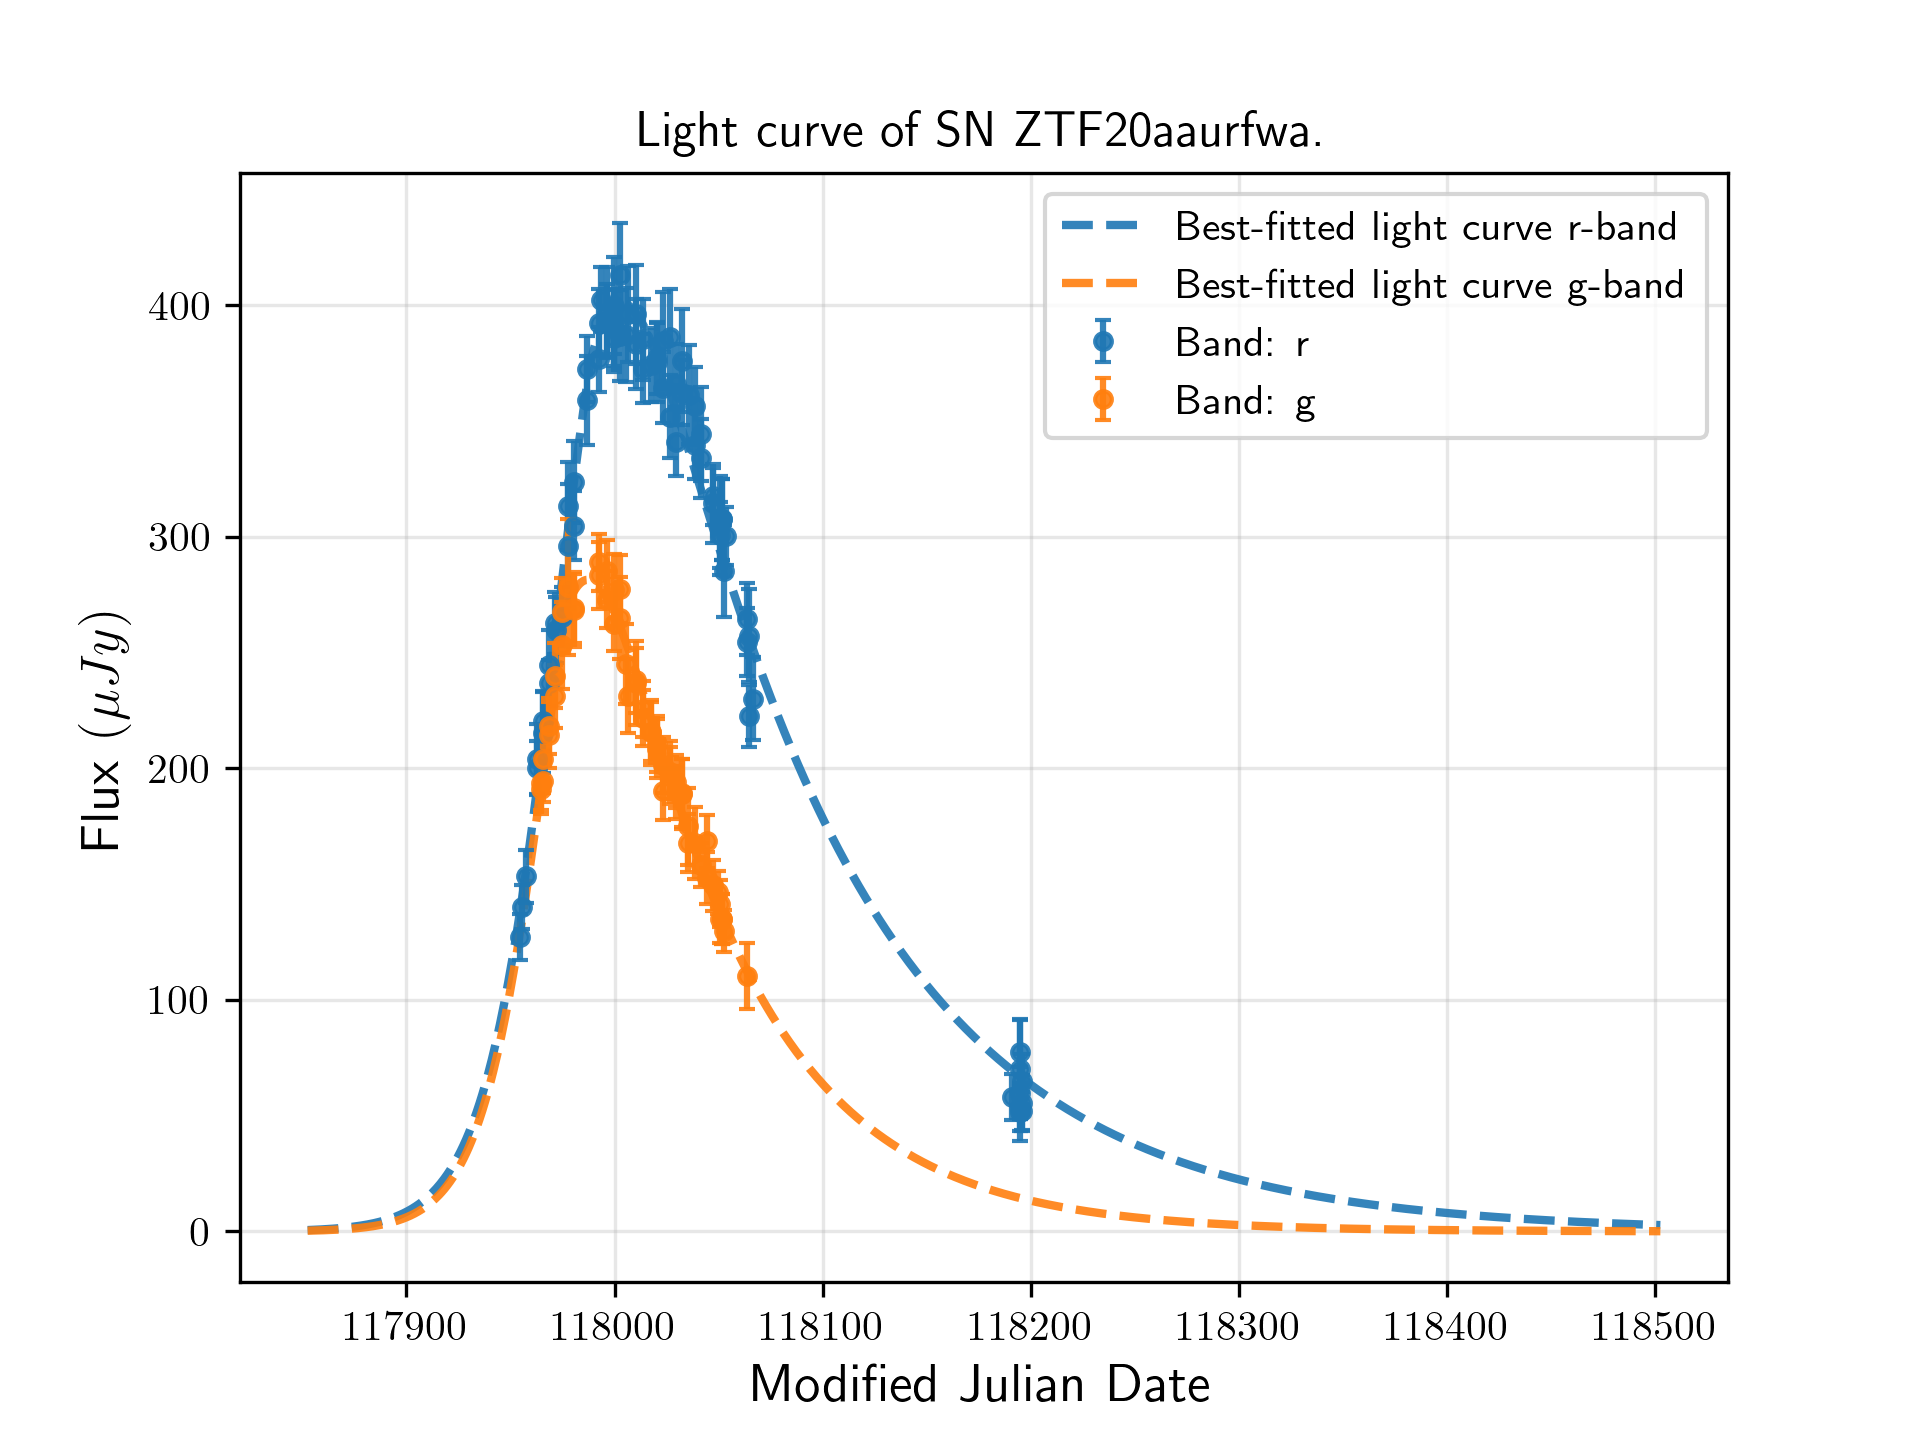 Light curve of SN ZTF20aaurfwa.
Best-fitted light curve r-band
Best-fitted light curve g-band
Band: r
Band: g
Flux (μJy)
400
300
200
100
0
117900 118000 118100 118200 118300 118400 118500
Modified Julian Date